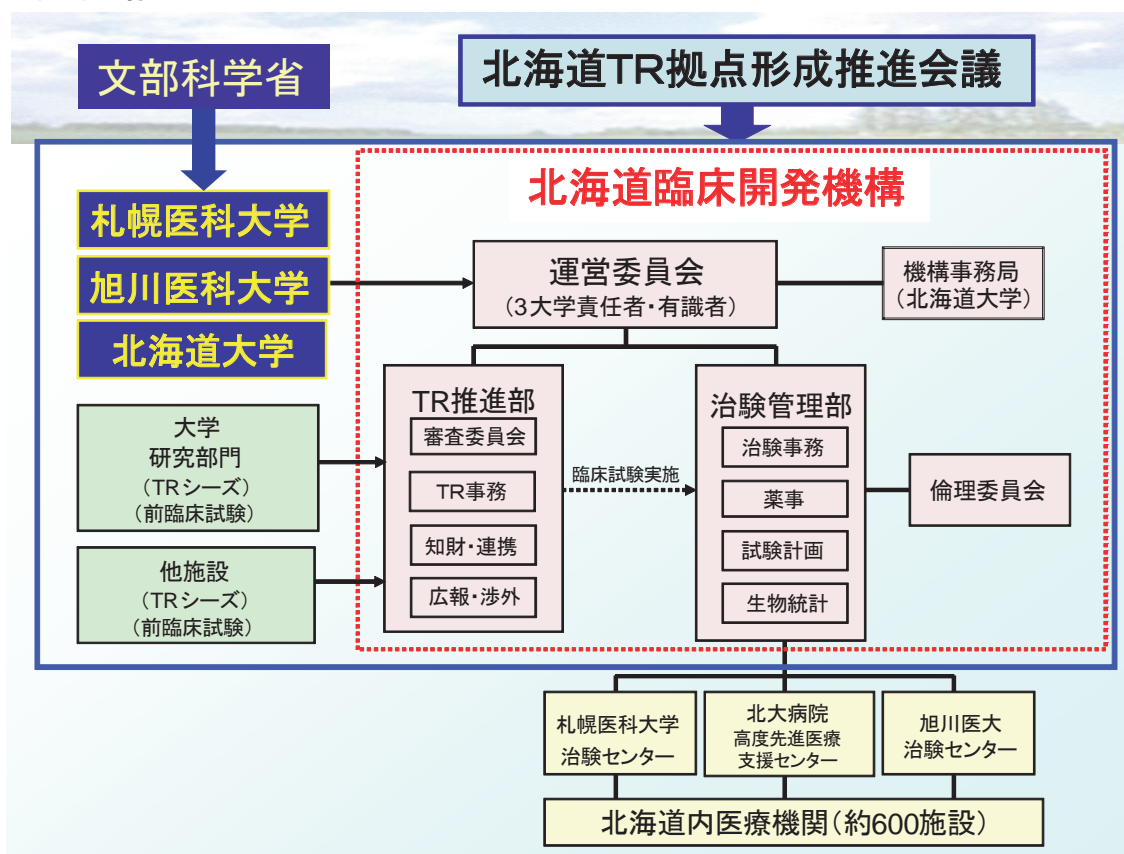 文部科学省
北海道TR拠点形成推進会議
北海道臨床開発機構
札幌医科大学
旭川医科大学
北海道大学
運営委員会
(3大学責任者・有識者)
機構事務局
(北海道大学)
大学
研究部門
(TRシーズ)
(前臨床試験)
他施設
(TRシーズ)
(前臨床試験)
TR推進部
審査委員会
TR事務
知財・連携
広報・渉外
臨床試験実施
治験管理部
治験事務
薬事
試験計画
生物統計
倫理委員会
札幌医科大学
治験センター
北大病院
高度先進医療
支援センター
旭川医大
治験センター
北海道内医療機関(約600施設)